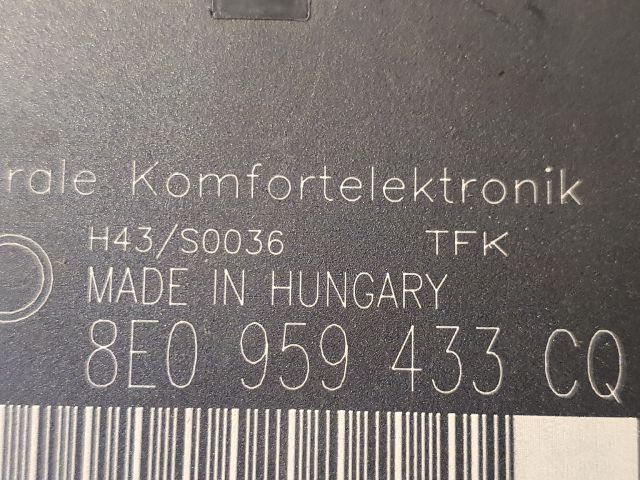 rale Komfortelektronik
H43/S0036 TFK
MADE IN HUNGARY
8E0 959 433 CQ